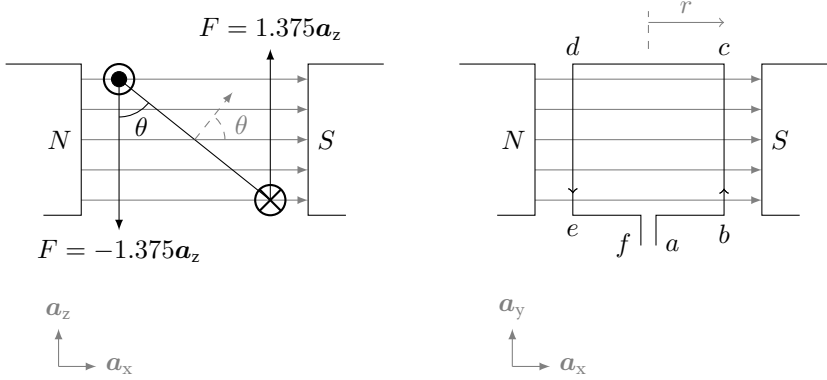 F = 1.375a_z
N
θ
θ
S
F = −1.375a_z
a_z
a_x
r
d
c
N
S
e
b
f
a
a_y
a_x